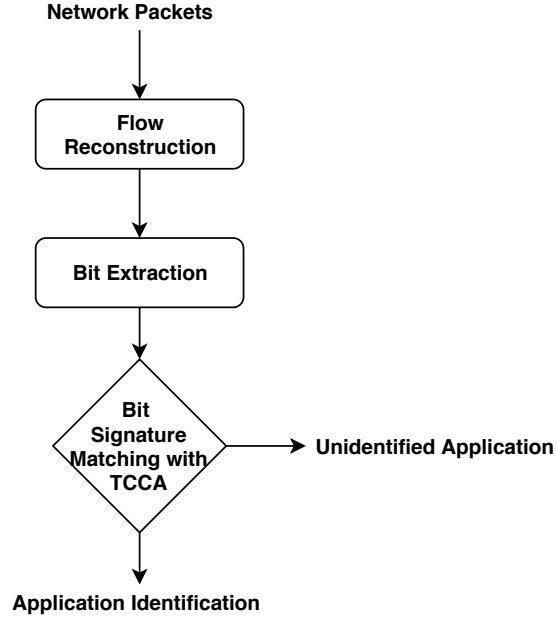 Network Packets
Flow
Reconstruction
Bit Extraction
Bit
Signature
Matching with
TCCA
Unidentified Application
Application Identification